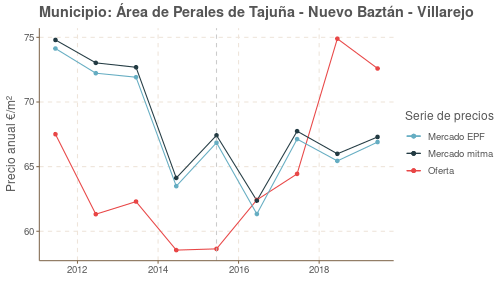 Municipio: Área de Perales de Tajuña - Nuevo Baztán - Villarejo
Precio anual €/m²
75
70
65
60
2012
2014
2016
2018
Serie de precios
Mercado EPF
Mercado mitma
Oferta